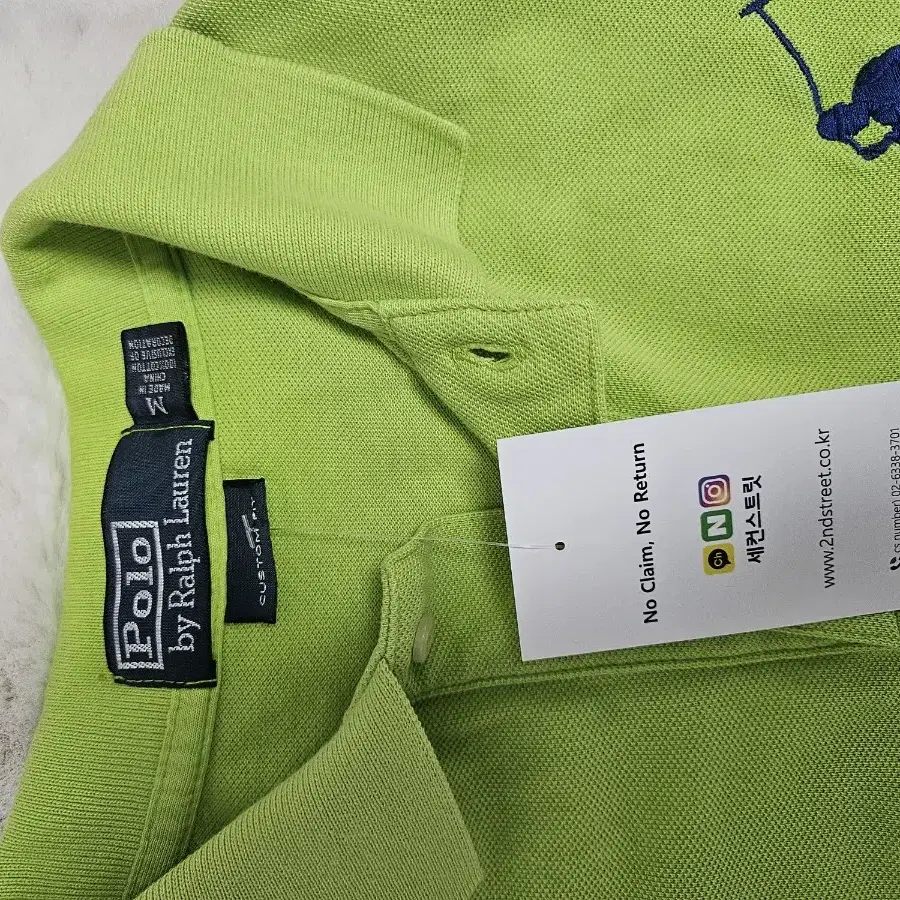 M
MADE IN
CHINA
100% COTTON
EXCLUSIVE OF
DECORATION
Polo
by Ralph Lauren
CUSTOM FIT
No Claim, No Return
Ch
N
세컨스트릿
www.2ndstreet.co.kr
cs number) 02-6338-3701